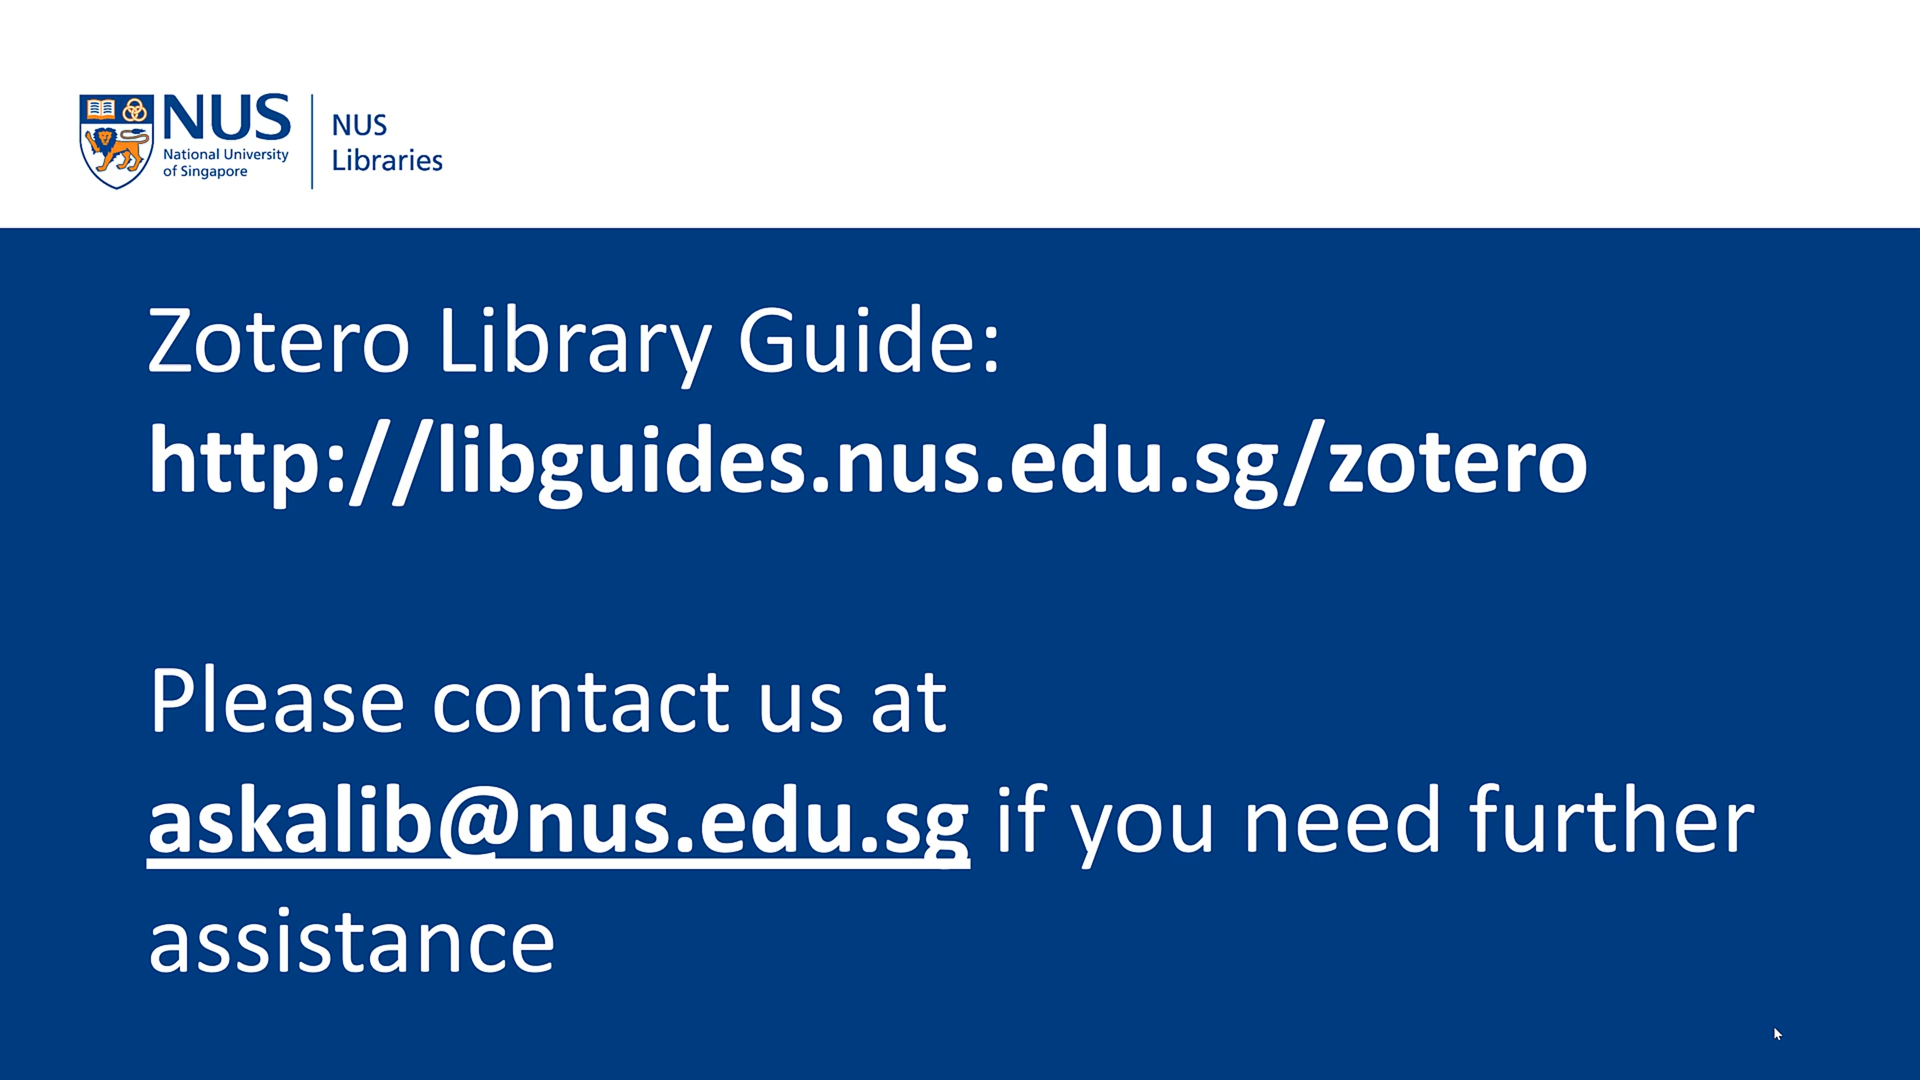 NUS
National University
of Singapore
NUS
Libraries
Zotero Library Guide:
http://libguides.nus.edu.sg/zotero
Please contact us at
askalib@nus.edu.sg if you need further
assistance